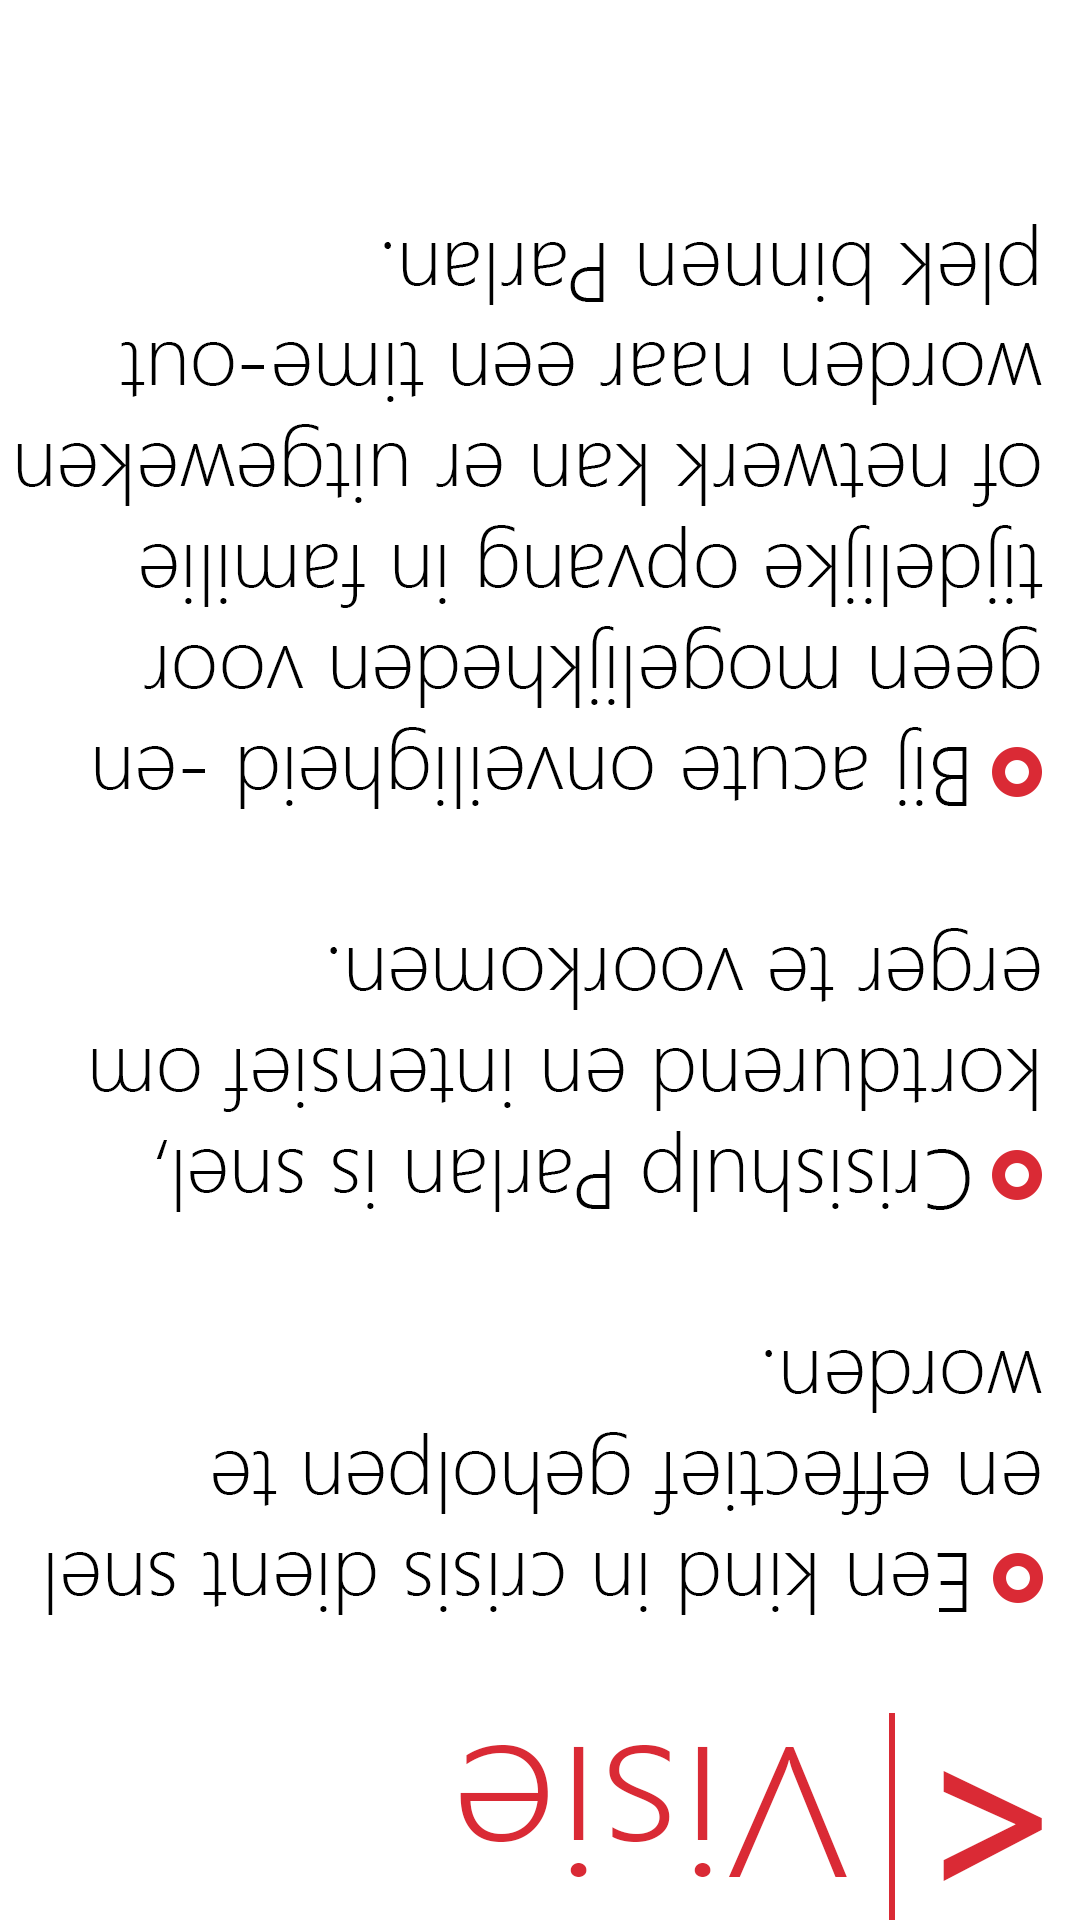 > | Visie
Een kind in crisis dient snel
en effectief geholpen te
worden.
Crisishulp Parlan is snel,
kortdurend en intensief om
erger te voorkomen.
Bij acute onveiligheid -en
geen mogelijkheden voor
tijdelijke opvang in familie
of netwerk kan er uitgeweken
worden naar een time-out
plek binnen Parlan.